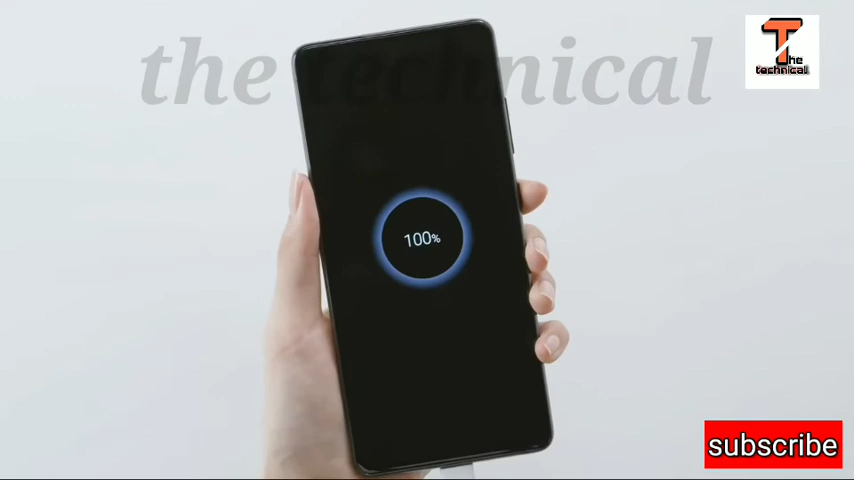 the technical
The
technical
100%
subscribe